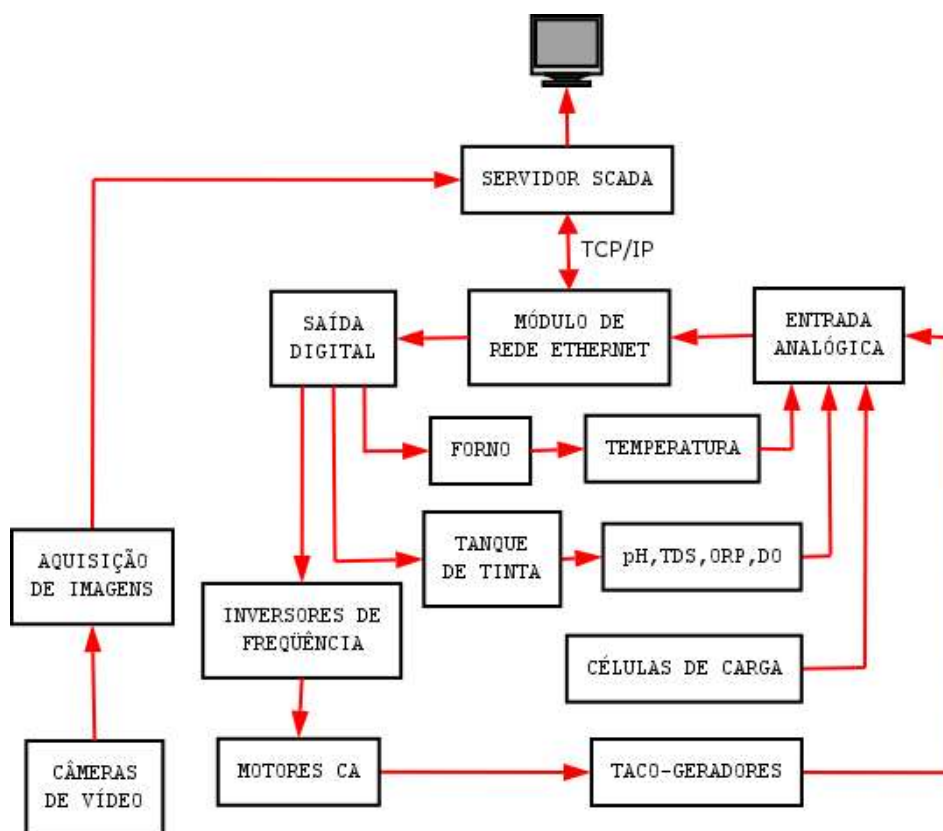 SERVIDOR SCADA
TCP/IP
SAÍDA
DIGITAL
MÓDULO DE
REDE ETHERNET
ENTRADA
ANALÓGICA
FORNO
TEMPERATURA
TANQUE
DE TINTA
pH,TDS,ORP,DO
AQUISIÇÃO
DE IMAGENS
INVERSORES DE
FREQÜÊNCIA
CÉLULAS DE CARGA
CÂMERAS
DE VÍDEO
MOTORES CA
TACO-GERADORES